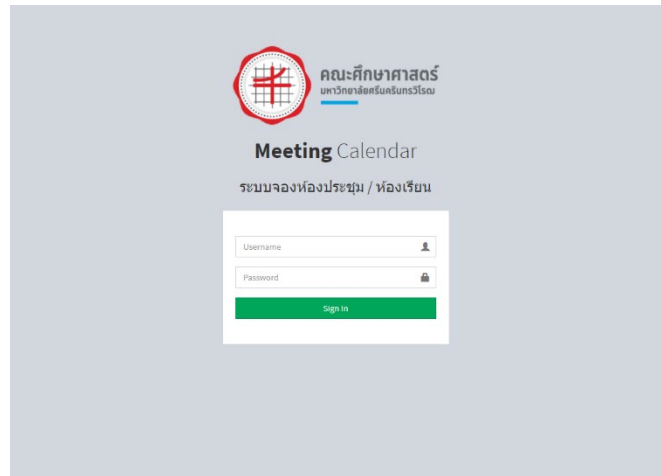 คณะศึกษาศาสตร์
มหาวิทยาลัยศรีนครินทรวิโรฒ
Meeting Calendar
ระบบจองห้องประชุม / ห้องเรียน
Username
Password
Sign In